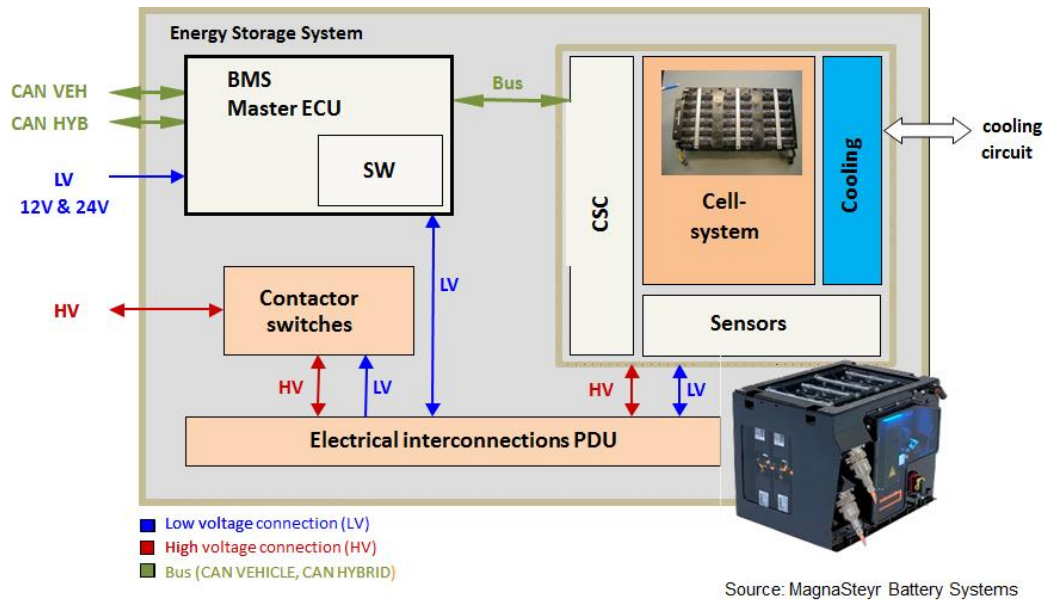 Energy Storage System
BMS
Master ECU
SW
CAN VEH
CAN HYB
LV
12V & 24V
Bus
CSC
Cell-
system
Cooling
cooling
circuit
Sensors
HV
Contactor
switches
LV
HV
LV
HV
LV
Electrical interconnections PDU
Low voltage connection (LV)
High voltage connection (HV)
Bus (CAN VEHICLE, CAN HYBRID)
Source: MagnaSteyr Battery Systems